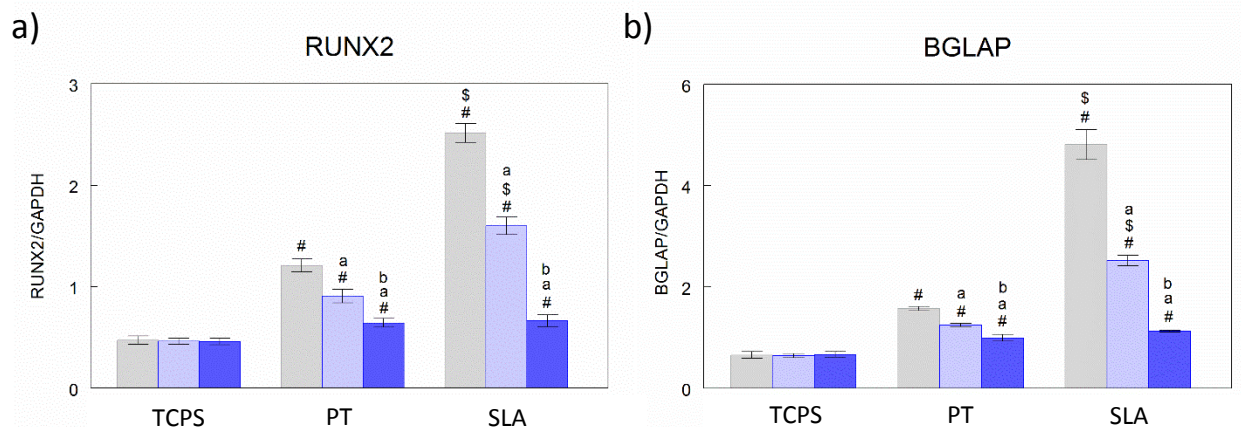 a)
RUNX2
RUNX2/GAPDH
3
2
1
0
#
a
#
b
a
#
$
#
a
$
#
b
a
#
TCPS
PT
SLA
b)
BGLAP
BGLAP/GAPDH
6
4
2
0
#
a
#
b
a
#
$
#
a
$
#
b
a
#
TCPS
PT
SLA